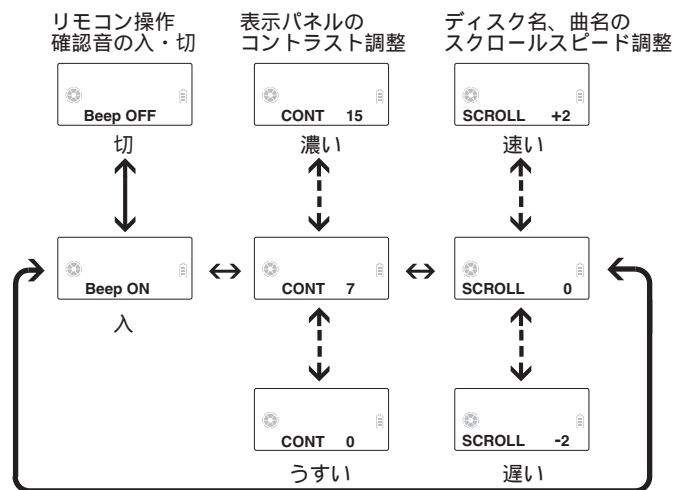 リモコン操作
確認音の入・切
表示パネルの
コントラスト調整
ディスク名、曲名の
スクロールスピード調整
Beep OFF
CONT 15
SCROLL +2
切
濃い
速い
Beep ON
CONT 7
SCROLL 0
入
CONT 0
SCROLL -2
うすい
遅い